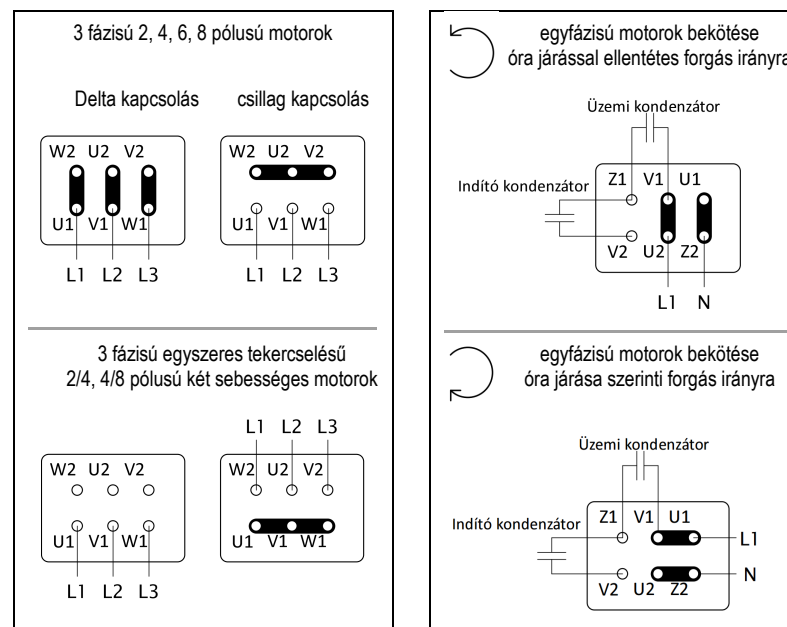 3 fázisú 2, 4, 6, 8 pólusú motorok
Delta kapcsolás
csillag kapcsolás
W2 U2 V2
U1 V1 W1
L1 L2 L3
W2 U2 V2
U1 V1 W1
L1 L2 L3
3 fázisú egyszeres tekercselésű
2/4, 4/8 pólusú két sebességes motorok
W2 U2 V2
U1 V1 W1
L1 L2 L3
L1 L2 L3
W2 U2 V2
U1 V1 W1
egyfázisú motorok bekötése
óra járással ellentétes forgás irányra
Üzemi kondenzátor
Indító kondenzátor
Z1 V1 U1
V2 U2 Z2
L1 N
egyfázisú motorok bekötése
óra járása szerinti forgás irányra
Üzemi kondenzátor
Indító kondenzátor
Z1 V1 U1
L1
N
V2 U2 Z2